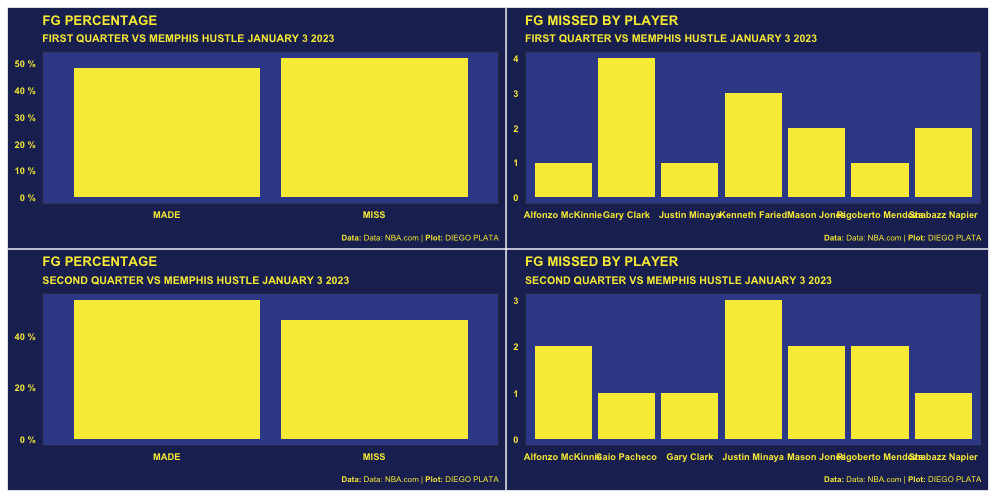 FG PERCENTAGE
FIRST QUARTER VS MEMPHIS HUSTLE JANUARY 3 2023
50 %
40 %
30 %
20 %
10 %
0 %
MADE MISS
Data: Data: NBA.com | Plot: DIEGO PLATA
FG MISSED BY PLAYER
FIRST QUARTER VS MEMPHIS HUSTLE JANUARY 3 2023
4
3
2
1
0
Alfonzo McKinnie Gary Clark Justin Minaya Kenneth Faried Mason Jones Rigoberto Mendoza Shabazz Napier
Data: Data: NBA.com | Plot: DIEGO PLATA
FG PERCENTAGE
SECOND QUARTER VS MEMPHIS HUSTLE JANUARY 3 2023
40 %
20 %
0 %
MADE MISS
Data: Data: NBA.com | Plot: DIEGO PLATA
FG MISSED BY PLAYER
SECOND QUARTER VS MEMPHIS HUSTLE JANUARY 3 2023
3
2
1
0
Alfonzo McKinnie Caio Pacheco Gary Clark Justin Minaya Mason Jones Rigoberto Mendoza Shabazz Napier
Data: Data: NBA.com | Plot: DIEGO PLATA